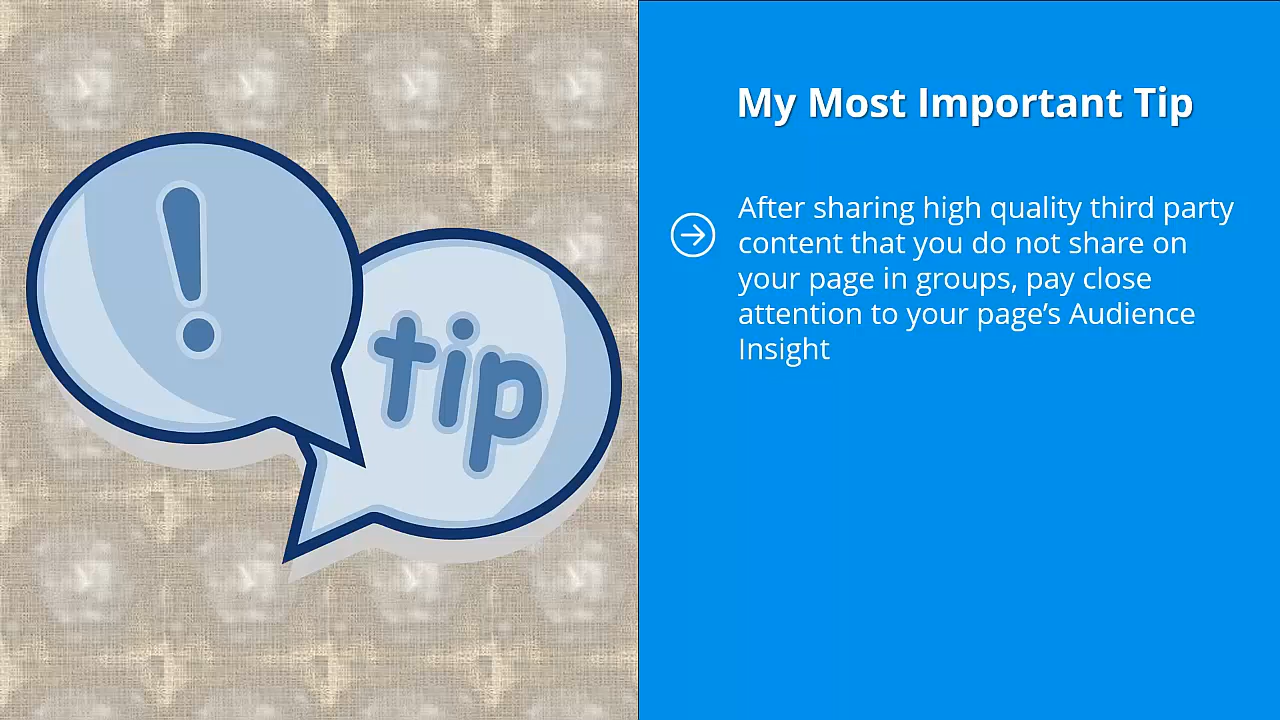 !
tip
My Most Important Tip
After sharing high quality third party
content that you do not share on
your page in groups, pay close
attention to your page’s Audience
Insight